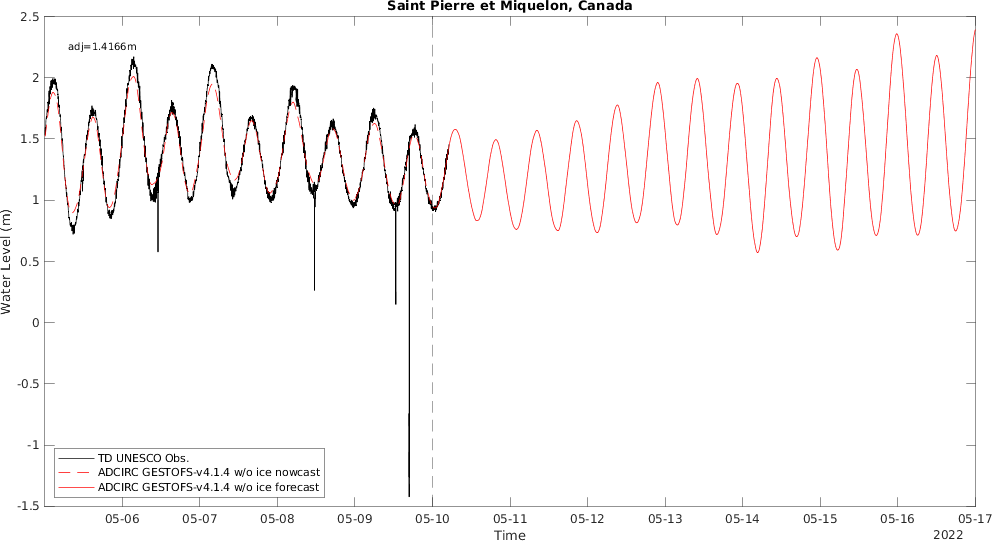 Saint Pierre et Miquelon, Canada
adj=1.4166m
2.5
2
1.5
1
0.5
0
-0.5
-1
-1.5
Water Level (m)
TD UNESCO Obs.
ADCIRC GESTOFS-v4.1.4 w/o ice nowcast
ADCIRC GESTOFS-v4.1.4 w/o ice forecast
05-06 05-07 05-08 05-09 05-10 05-11 05-12 05-13 05-14 05-15 05-16 05-17
Time
2022